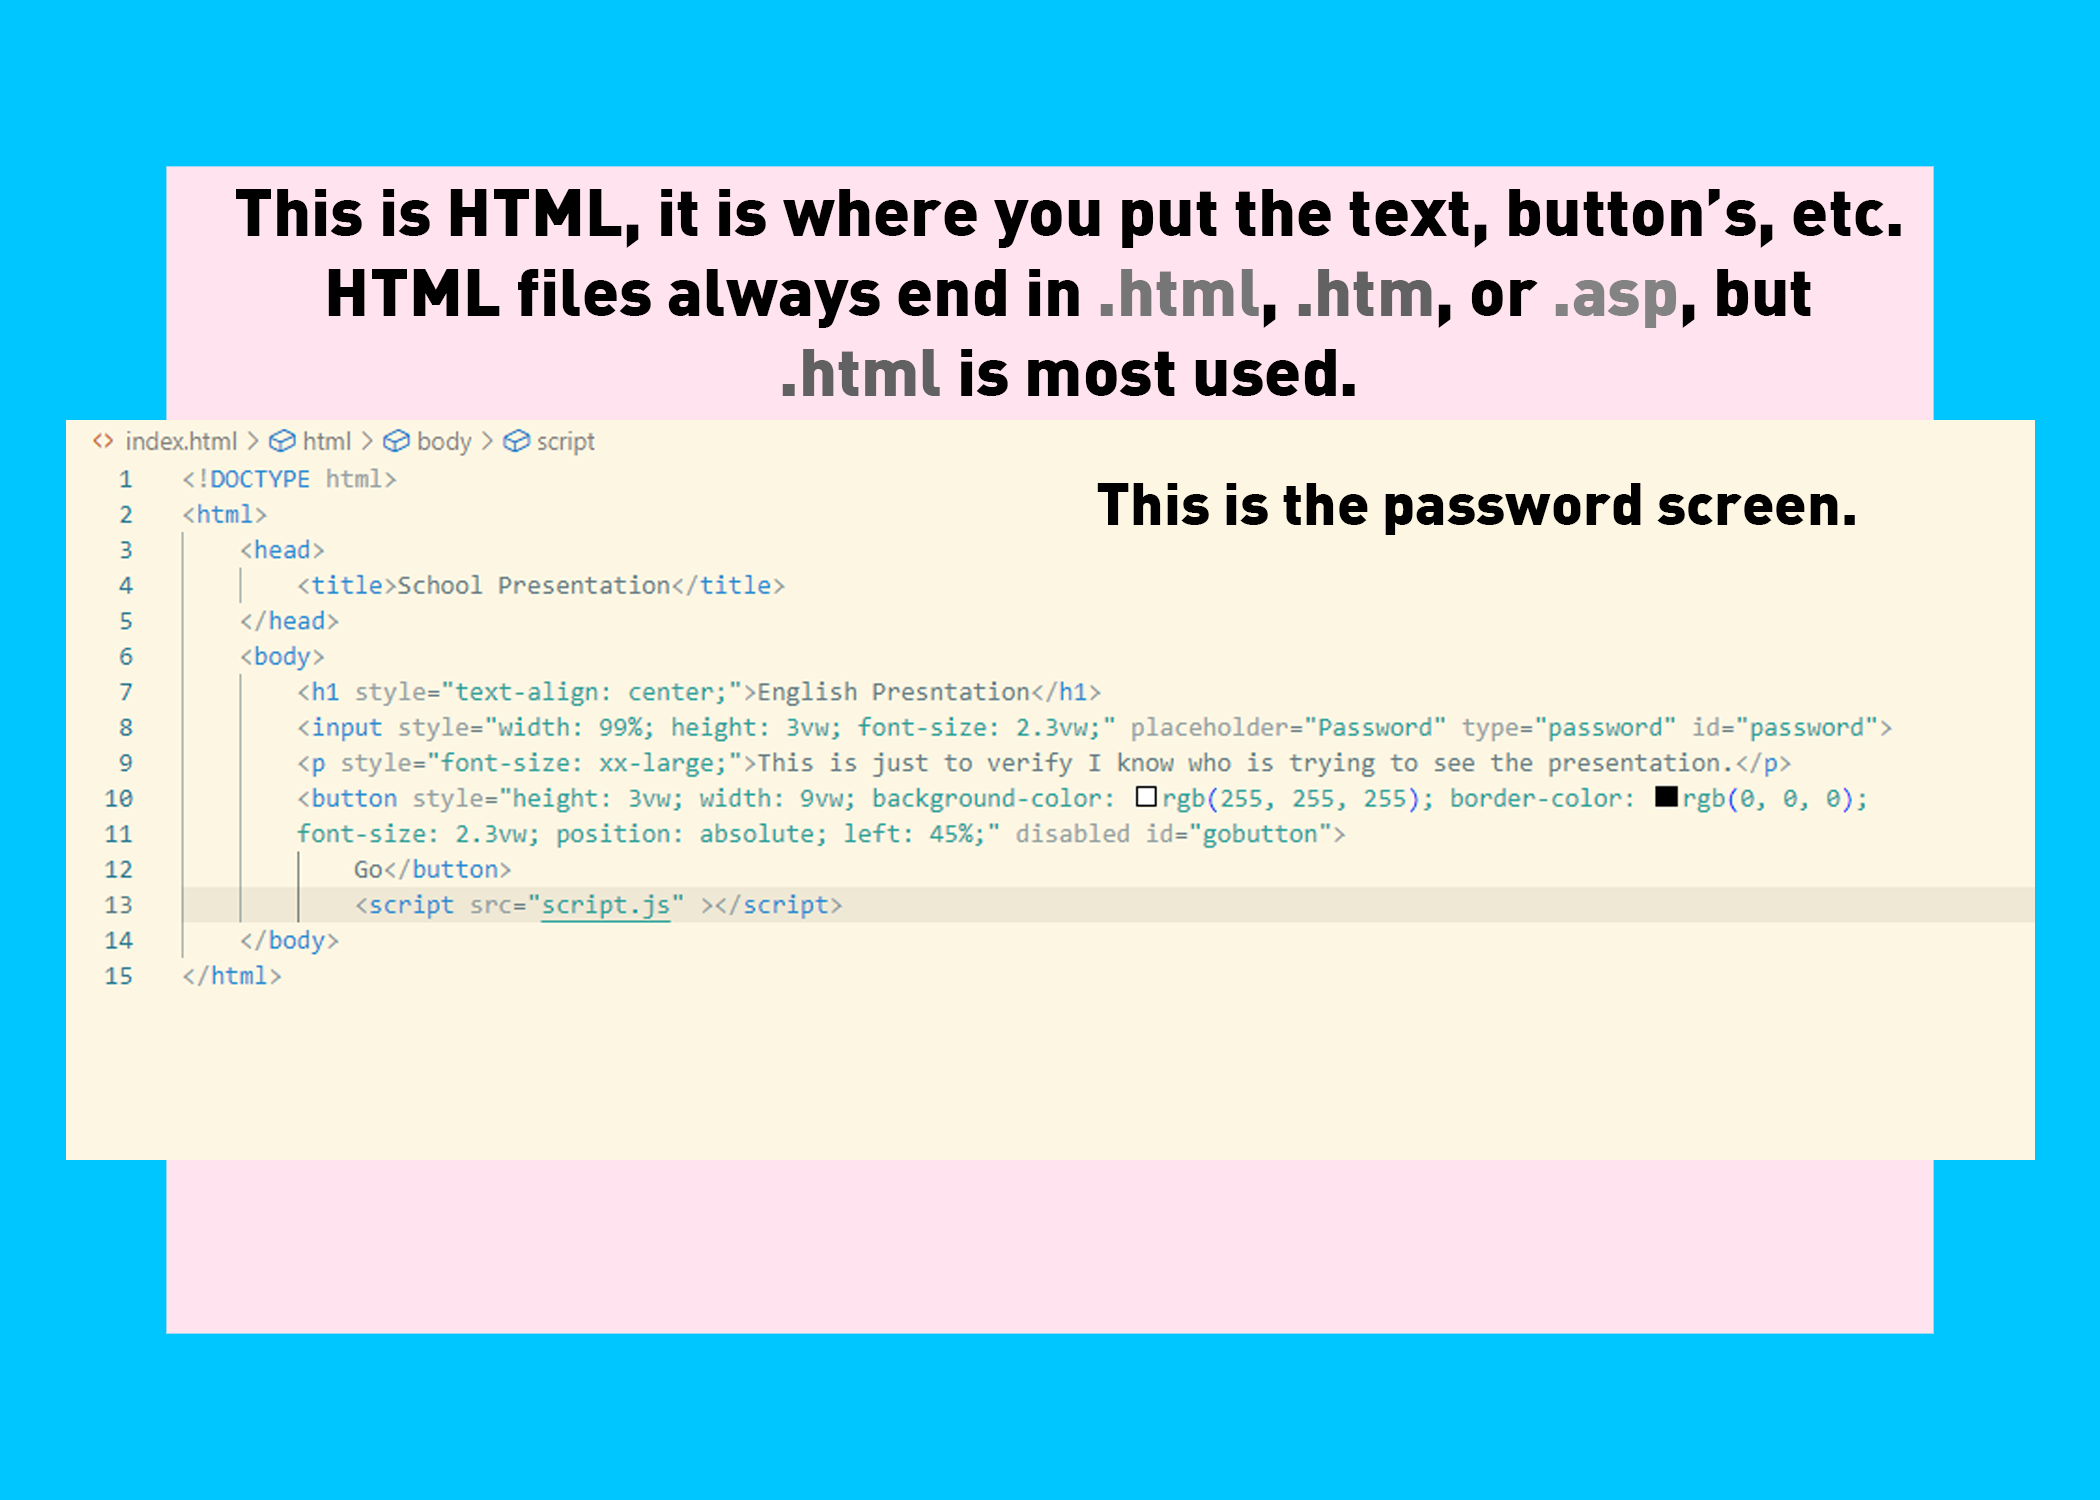 This is HTML, it is where you put the text, button’s, etc.
HTML files always end in .html, .htm, or .asp, but
.html is most used.
index.html > html > body > script
This is the password screen.
1 <!DOCTYPE html>
2 <html>
3 <head>
4 <title>School Presentation</title>
5 </head>
6 <body>
7 <h1 style="text-align: center;">English Presntation</h1>
8 <input style="width: 99%; height: 3vw; font-size: 2.3vw;" placeholder="Password" type="password" id="password">
9 <p style="font-size: xx-large;">This is just to verify I know who is trying to see the presentation.</p>
10 <button style="height: 3vw; width: 9vw; background-color: rgb(255, 255, 255); border-color: rgb(0, 0, 0);
11 font-size: 2.3vw; position: absolute; left: 45%;" disabled id="gobutton">
12 Go</button>
13 <script src="script.js" ></script>
14 </body>
15 </html>